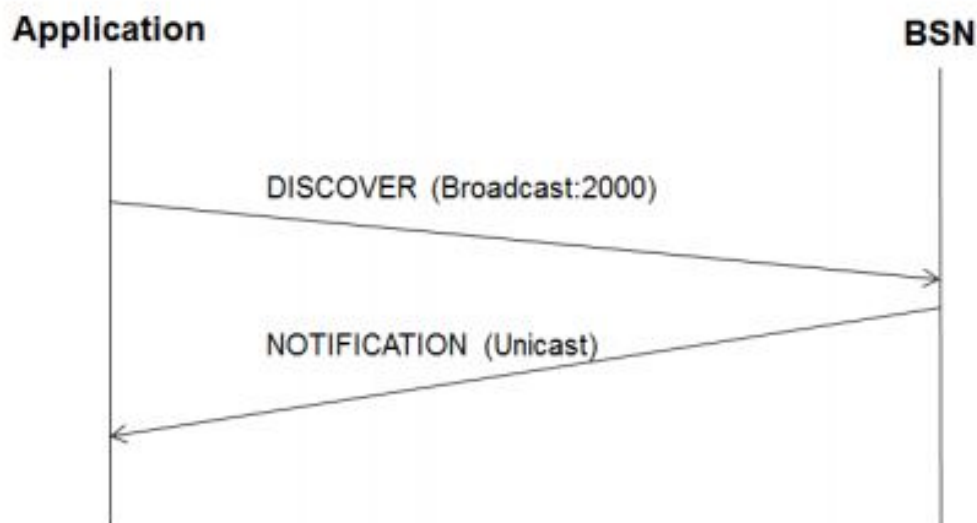 Application
BSN
DISCOVER (Broadcast:2000)
NOTIFICATION (Unicast)